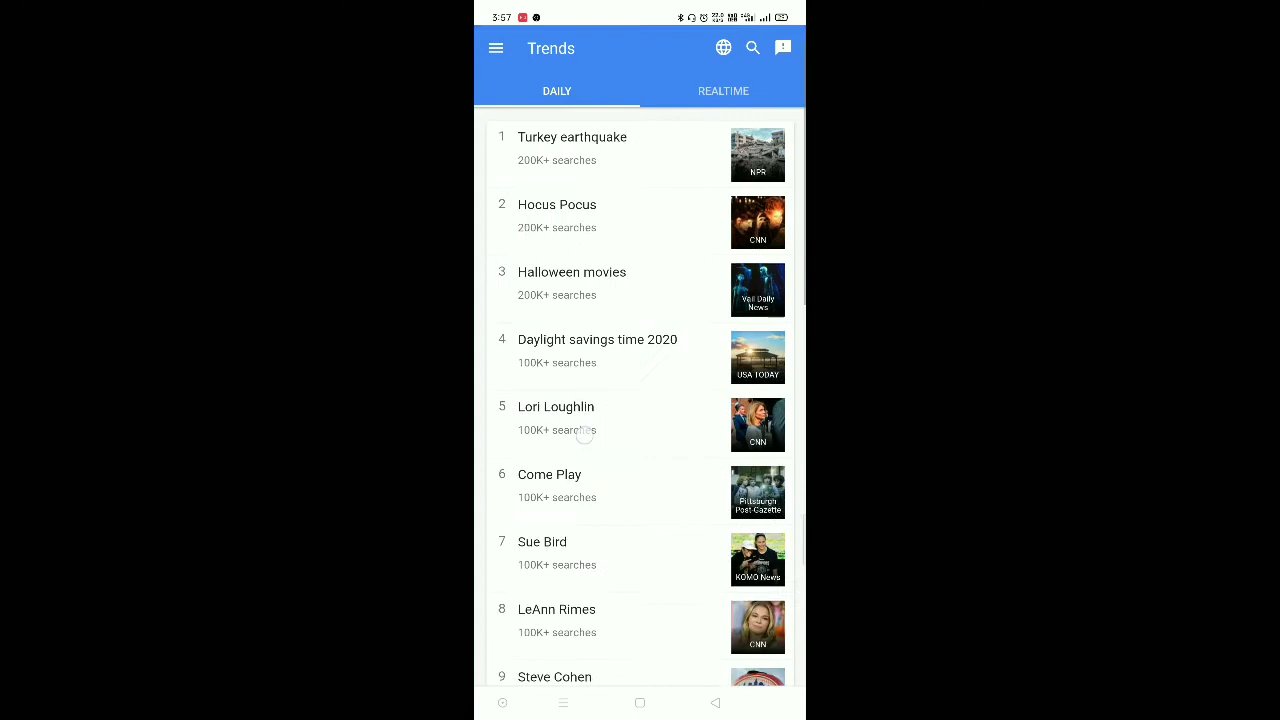 3:57
Trends
DAILY
REALTIME
1
Turkey earthquake
200K+ searches
NPR
2
Hocus Pocus
200K+ searches
CNN
3
Halloween movies
200K+ searches
Vail Daily
News
4
Daylight savings time 2020
100K+ searches
USA TODAY
5
Lori Loughlin
100K+ searches
CNN
6
Come Play
100K+ searches
Pittsburgh
Post-Gazette
7
Sue Bird
100K+ searches
KOMO News
8
LeAnn Rimes
100K+ searches
CNN
9
Steve Cohen